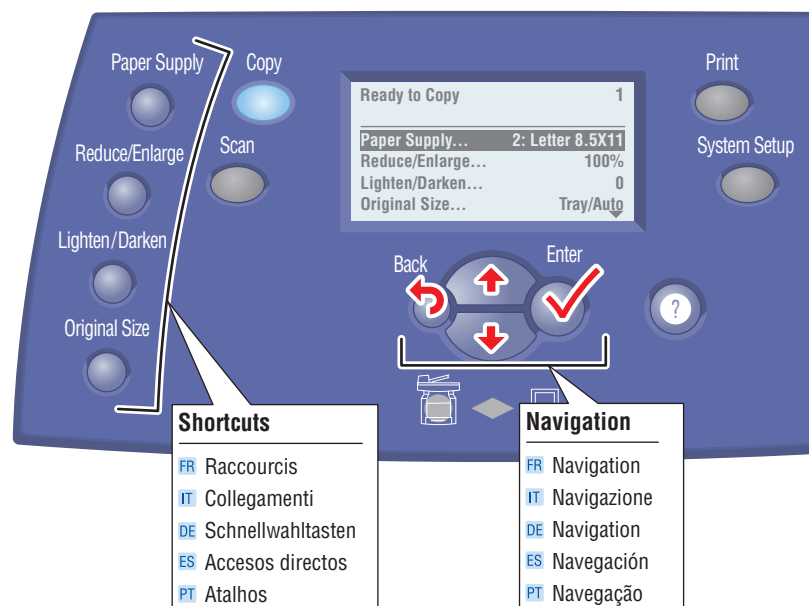 Paper Supply
Copy
Print
Reduce/Enlarge
Scan
System Setup
Lighten/Darken
Original Size
Ready to Copy 1
Paper Supply... 2: Letter 8.5X11
Reduce/Enlarge... 100%
Lighten/Darken... 0
Original Size... Tray/Auto
Back
Enter
?
Shortcuts
FR Raccourcis
IT Collegamenti
DE Schnellwahltasten
ES Accesos directos
PT Atalhos
Navigation
FR Navigation
IT Navigazione
DE Navigation
ES Navegación
PT Navegação